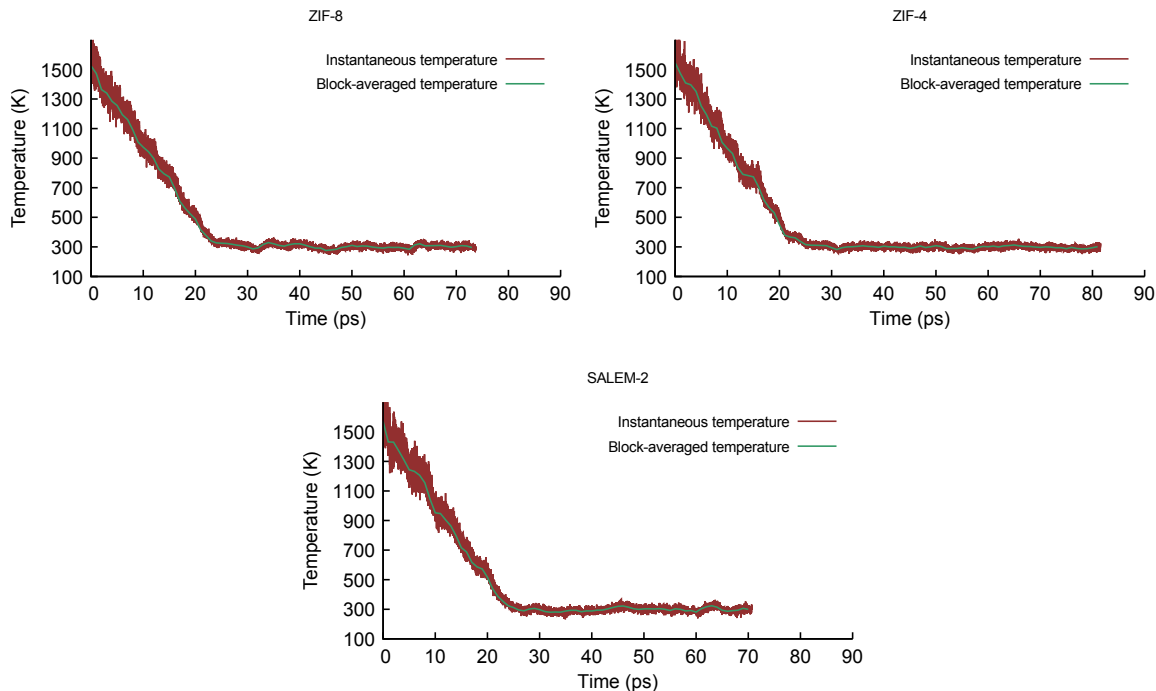 ZIF-8
Instantaneous temperature
Block-averaged temperature
Temperature (K)
1500
1300
1100
900
700
500
300
100
0 10 20 30 40 50 60 70 80 90
Time (ps)
ZIF-4
Instantaneous temperature
Block-averaged temperature
Temperature (K)
1500
1300
1100
900
700
500
300
100
0 10 20 30 40 50 60 70 80 90
Time (ps)
SALEM-2
Instantaneous temperature
Block-averaged temperature
Temperature (K)
1500
1300
1100
900
700
500
300
100
0 10 20 30 40 50 60 70 80 90
Time (ps)